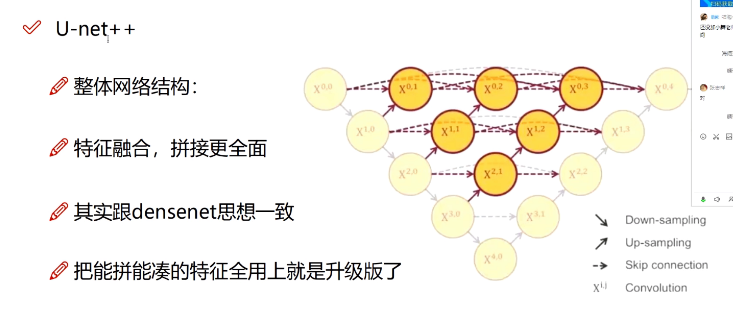 U-net++
整体网络结构：
特征融合，拼接更全面
其实跟densenet思想一致
把能拼能凑的特征全用上就是升级版了
X^0,0 X^0,1 X^0,2 X^0,3 X^0,4
X^1,0 X^1,1 X^1,2 X^1,3
X^2,0 X^2,1 X^2,2
X^3,0 X^3,1
X^4,0
Down-sampling
Up-sampling
Skip connection
X^i,j Convolution